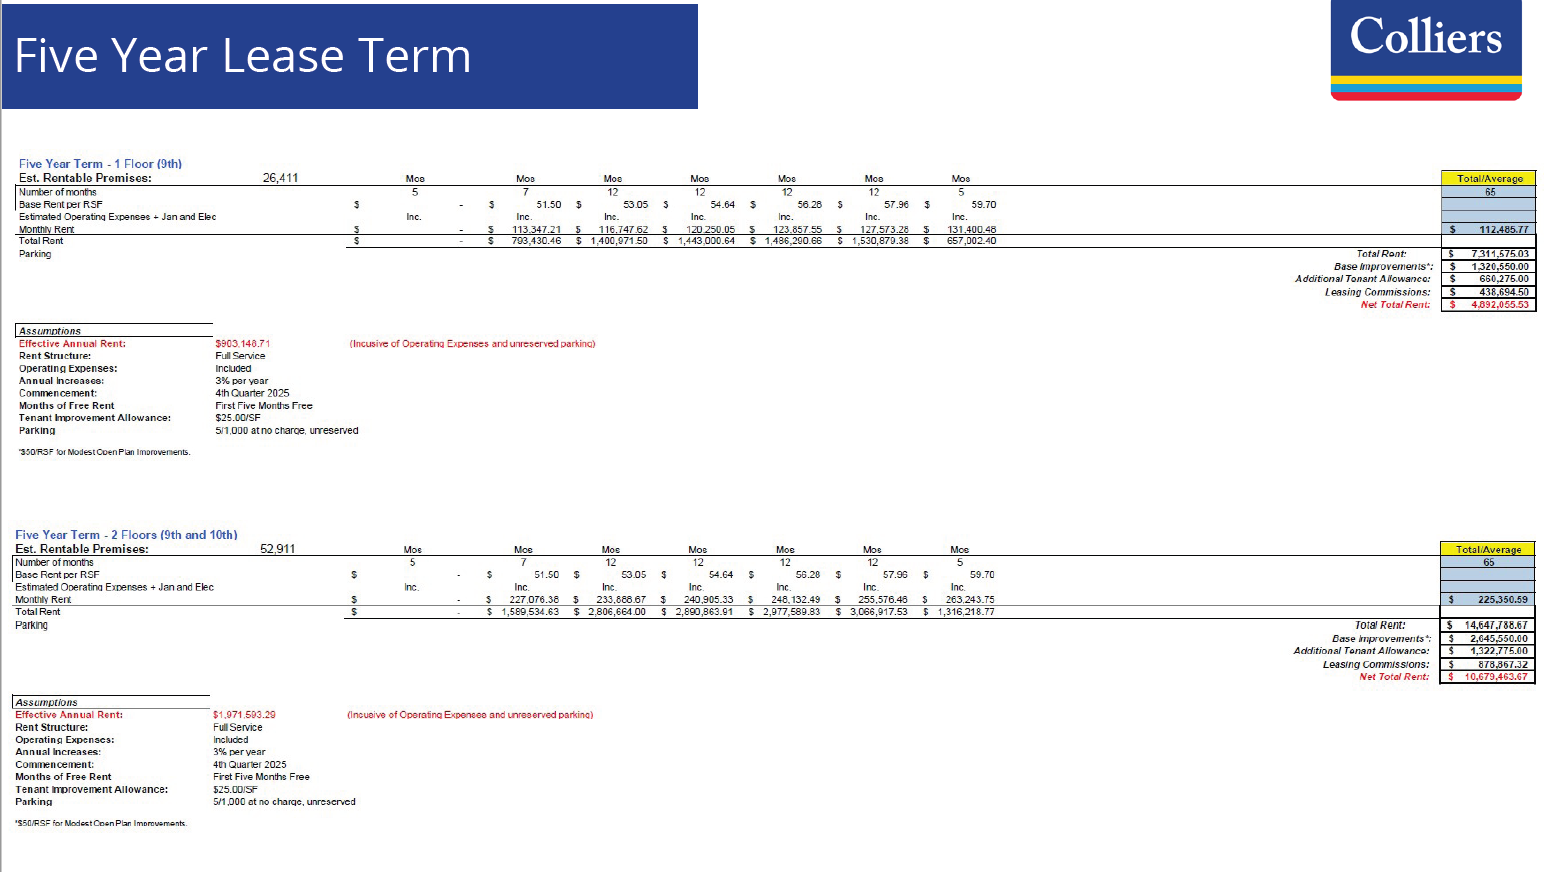 Five Year Lease Term
Colliers
Five Year Term - 1 Floor (9th)
Est. Rentable Premises: 26,411 Mos Mos Mos Mos Mos Mos Mos Total/Average
Number of months 5 7 12 12 12 12 5 65
Base Rent per RSF $ - $ 51.50 $ 53.05 $ 54.64 $ 56.28 $ 57.96 $ 59.70
Estimated Operating Expenses + Jan and Elec Inc. Inc. Inc. Inc. Inc. Inc. Inc.
Monthly Rent $ - $ 113,347.21 $ 116,747.62 $ 120,250.05 $ 123,857.55 $ 127,573.28 $ 131,400.48 $ 112,485.77
Total Rent $ - $ 793,430.46 $ 1,400,971.50 $ 1,443,000.64 $ 1,486,290.66 $ 1,530,879.38 $ 657,002.40
Parking Total Rent: $ 7,311,575.03
Base Improvements*: $ 1,320,550.00
Additional Tenant Allowance: $ 660,275.00
Leasing Commissions: $ 438,694.50
Net Total Rent: $ 4,892,055.53
Assumptions
Effective Annual Rent: $903,148.71 (Incusive of Operating Expenses and unreserved parking)
Rent Structure: Full Service
Operating Expenses: Included
Annual Increases: 3% per year
Commencement: 4th Quarter 2025
Months of Free Rent First Five Months Free
Tenant Improvement Allowance: $25.00/SF
Parking 5/1,000 at no charge, unreserved
*$50/RSF for Modest Open Plan Improvements.
Five Year Term - 2 Floors (9th and 10th)
Est. Rentable Premises: 52,911 Mos Mos Mos Mos Mos Mos Mos Total/Average
Number of months 5 7 12 12 12 12 5 65
Base Rent per RSF $ - $ 51.50 $ 53.05 $ 54.64 $ 56.28 $ 57.96 $ 59.70
Estimated Operating Expenses + Jan and Elec Inc. Inc. Inc. Inc. Inc. Inc. Inc.
Monthly Rent $ - $ 227,076.38 $ 233,888.67 $ 240,905.33 $ 248,132.49 $ 255,576.46 $ 263,243.75 $ 225,350.59
Total Rent $ - $ 1,589,534.63 $ 2,806,664.00 $ 2,890,863.91 $ 2,977,589.83 $ 3,066,917.53 $ 1,316,218.77
Parking Total Rent: $ 14,647,788.67
Base Improvements*: $ 2,645,550.00
Additional Tenant Allowance: $ 1,322,775.00
Leasing Commissions: $ 878,867.32
Net Total Rent: $ 10,679,463.67
Assumptions
Effective Annual Rent: $1,971,593.29 (Incusive of Operating Expenses and unreserved parking)
Rent Structure: Full Service
Operating Expenses: Included
Annual Increases: 3% per year
Commencement: 4th Quarter 2025
Months of Free Rent First Five Months Free
Tenant Improvement Allowance: $25.00/SF
Parking 5/1,000 at no charge, unreserved
*$50/RSF for Modest Open Plan Improvements.